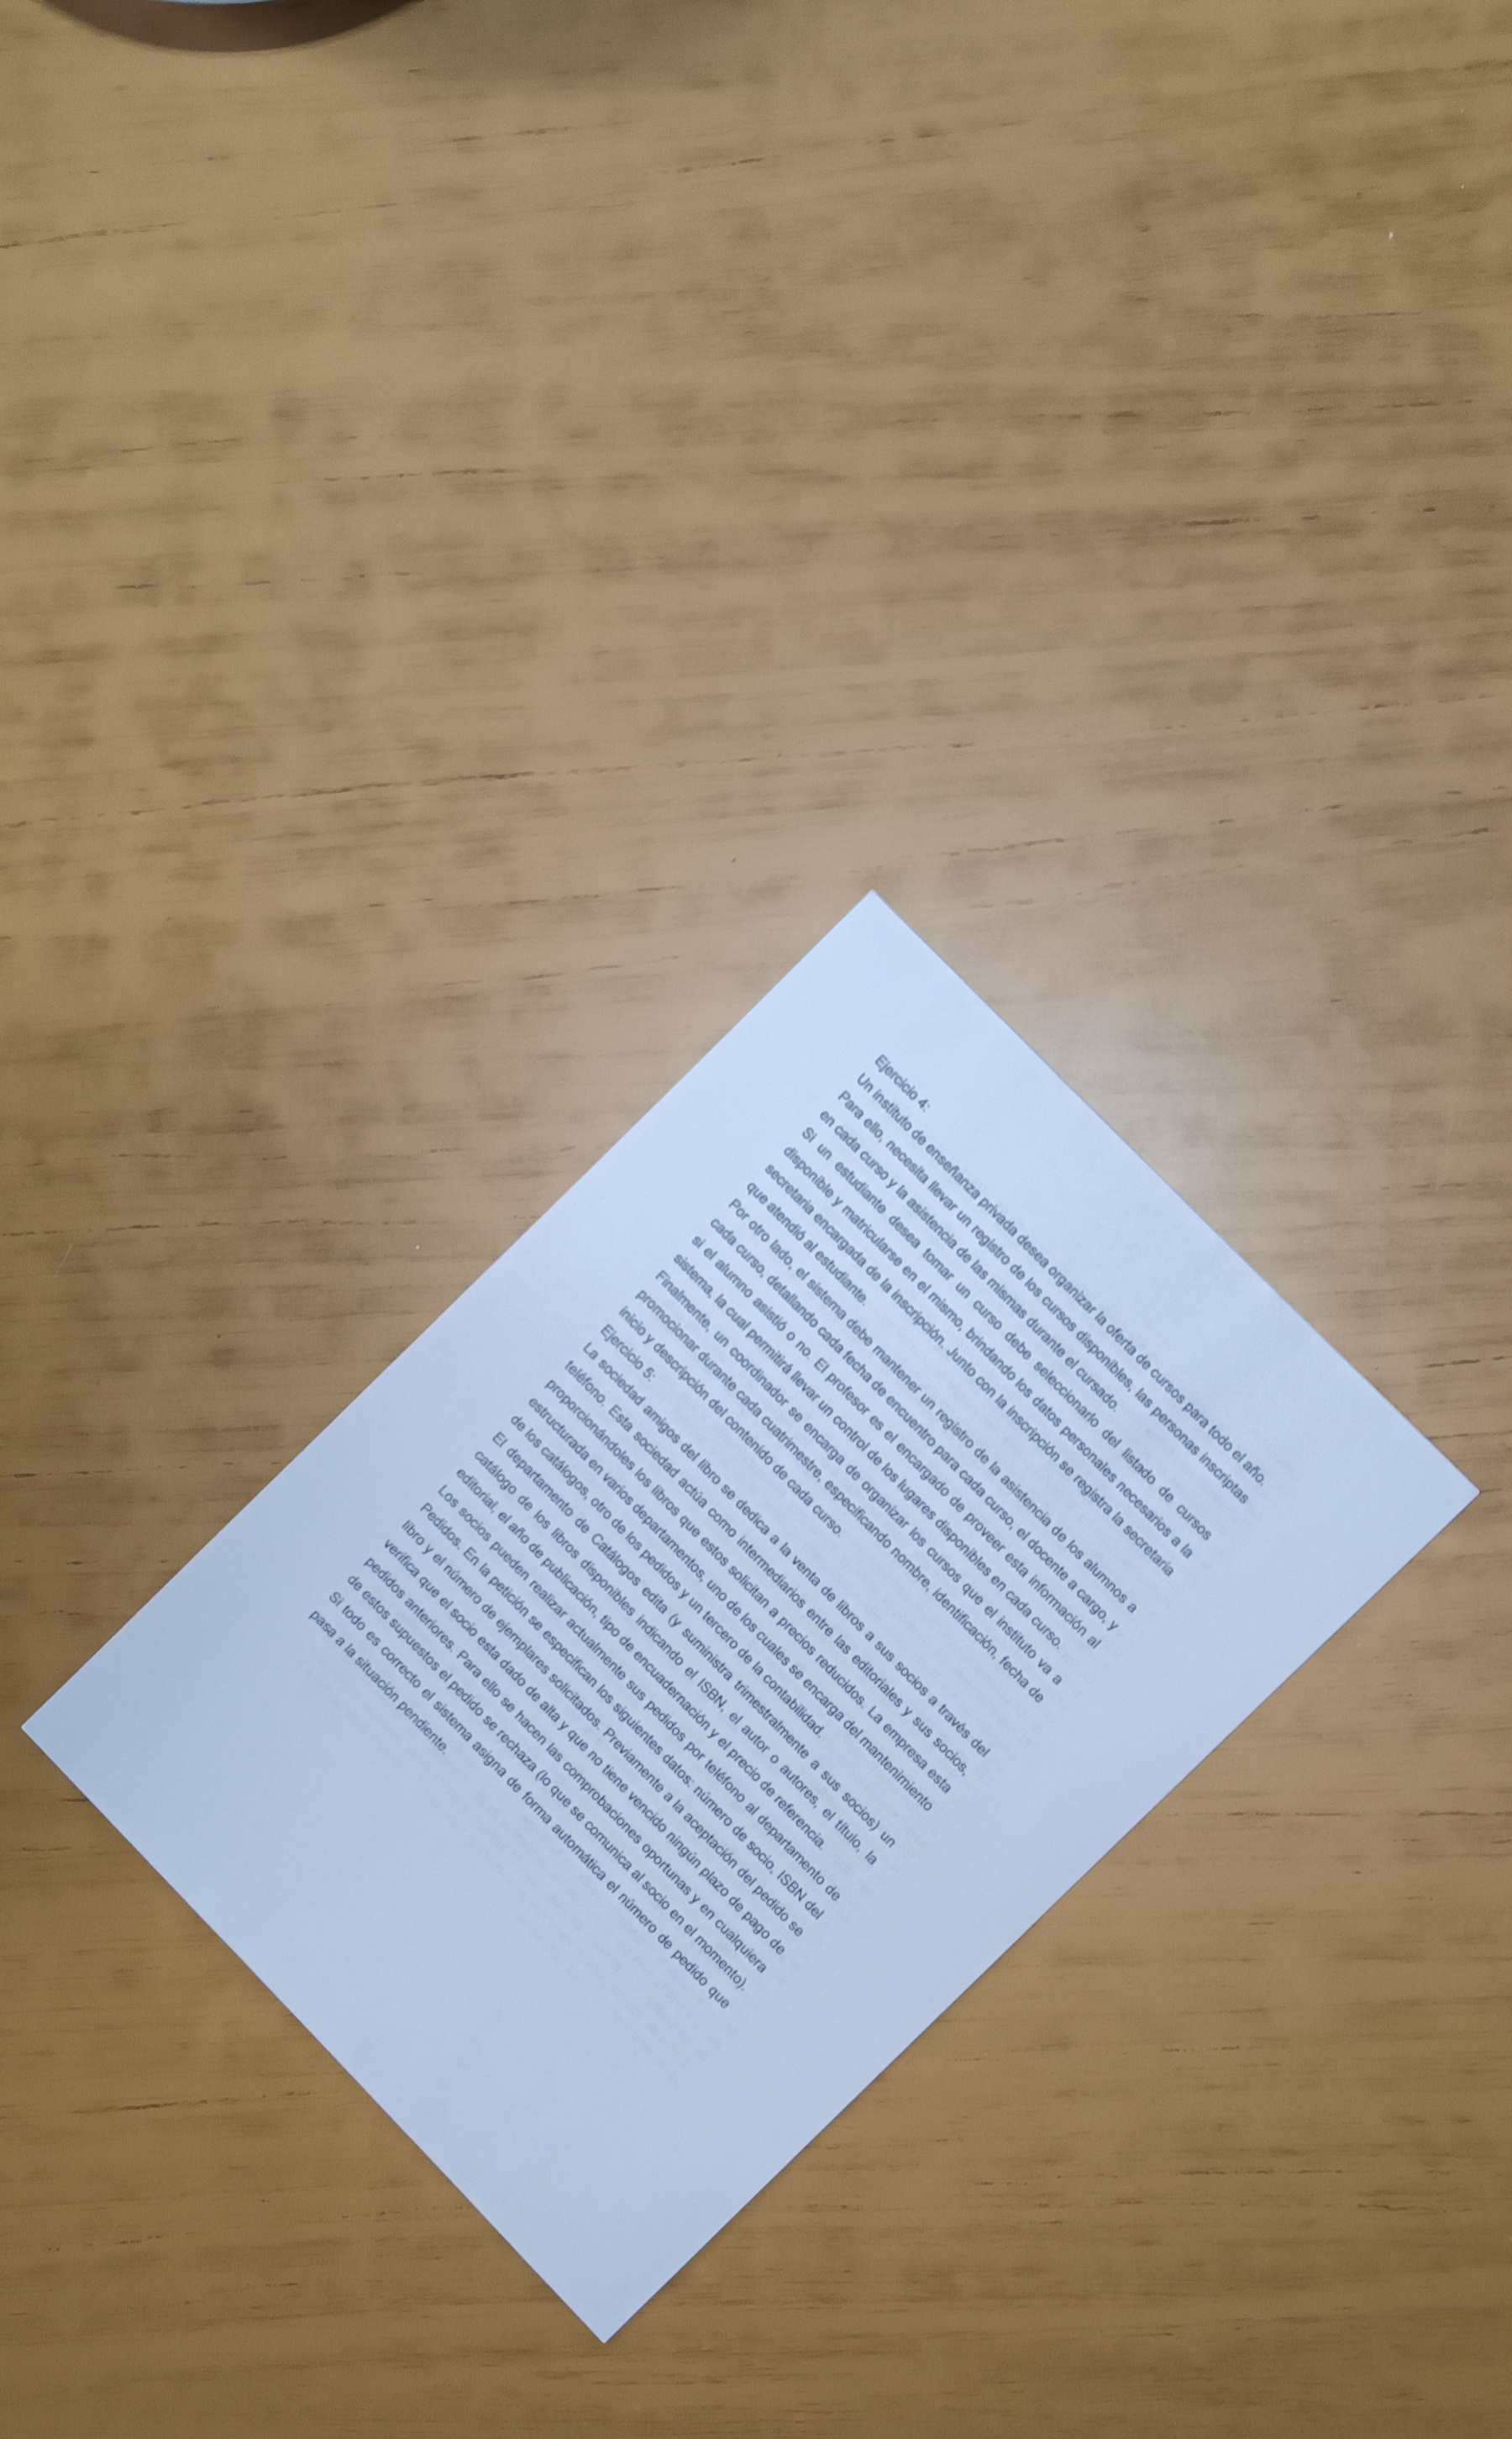 Ejercicio 4:
Un instituto de enseñanza privada desea organizar la oferta de cursos para todo el año.
Para ello, necesita llevar un registro de los cursos disponibles, las personas inscriptas
en cada curso y la asistencia de las mismas durante el cursado.
Si un estudiante desea tomar un curso debe seleccionarlo del listado de cursos
disponible y matricularse en el mismo, brindando los datos personales necesarios a la
secretaria encargada de la inscripción. Junto con la inscripción se registra la secretaria
que atendió al estudiante.
Por otro lado, el sistema debe mantener un registro de la asistencia de los alumnos a
cada curso, detallando cada fecha de encuentro para cada curso, el docente a cargo, y
si el alumno asistió o no. El profesor es el encargado de proveer esta información al
sistema, la cual permitirá llevar un control de los lugares disponibles en cada curso.
Finalmente, un coordinador se encarga de organizar los cursos que el instituto va a
promocionar durante cada cuatrimestre, especificando nombre, identificación, fecha de
inicio y descripción del contenido de cada curso.
Ejercicio 5:
La sociedad amigos del libro se dedica a la venta de libros a sus socios a través del
teléfono. Esta sociedad actúa como intermediarios entre las editoriales y sus socios,
proporcionándoles los libros que estos solicitan a precios reducidos. La empresa esta
estructurada en varios departamentos, uno de los cuales se encarga del mantenimiento
de los catálogos, otro de los pedidos y un tercero de la contabilidad.
El departamento de Catálogos edita (y suministra trimestralmente a sus socios) un
catálogo de los libros disponibles indicando el ISBN, el autor o autores, el título, la
editorial, el año de publicación, tipo de encuadernación y el precio de referencia.
Los socios pueden realizar actualmente sus pedidos por teléfono al departamento de
Pedidos. En la petición se especifican los siguientes datos: número de socio, ISBN del
libro y el número de ejemplares solicitados. Previamente a la aceptación del pedido se
verifica que el socio esta dado de alta y que no tiene vencido ningún plazo de pago de
pedidos anteriores. Para ello se hacen las comprobaciones oportunas y en cualquiera
de estos supuestos el pedido se rechaza (lo que se comunica al socio en el momento).
Si todo es correcto el sistema asigna de forma automática el número de pedido que
pasa a la situación pendiente.